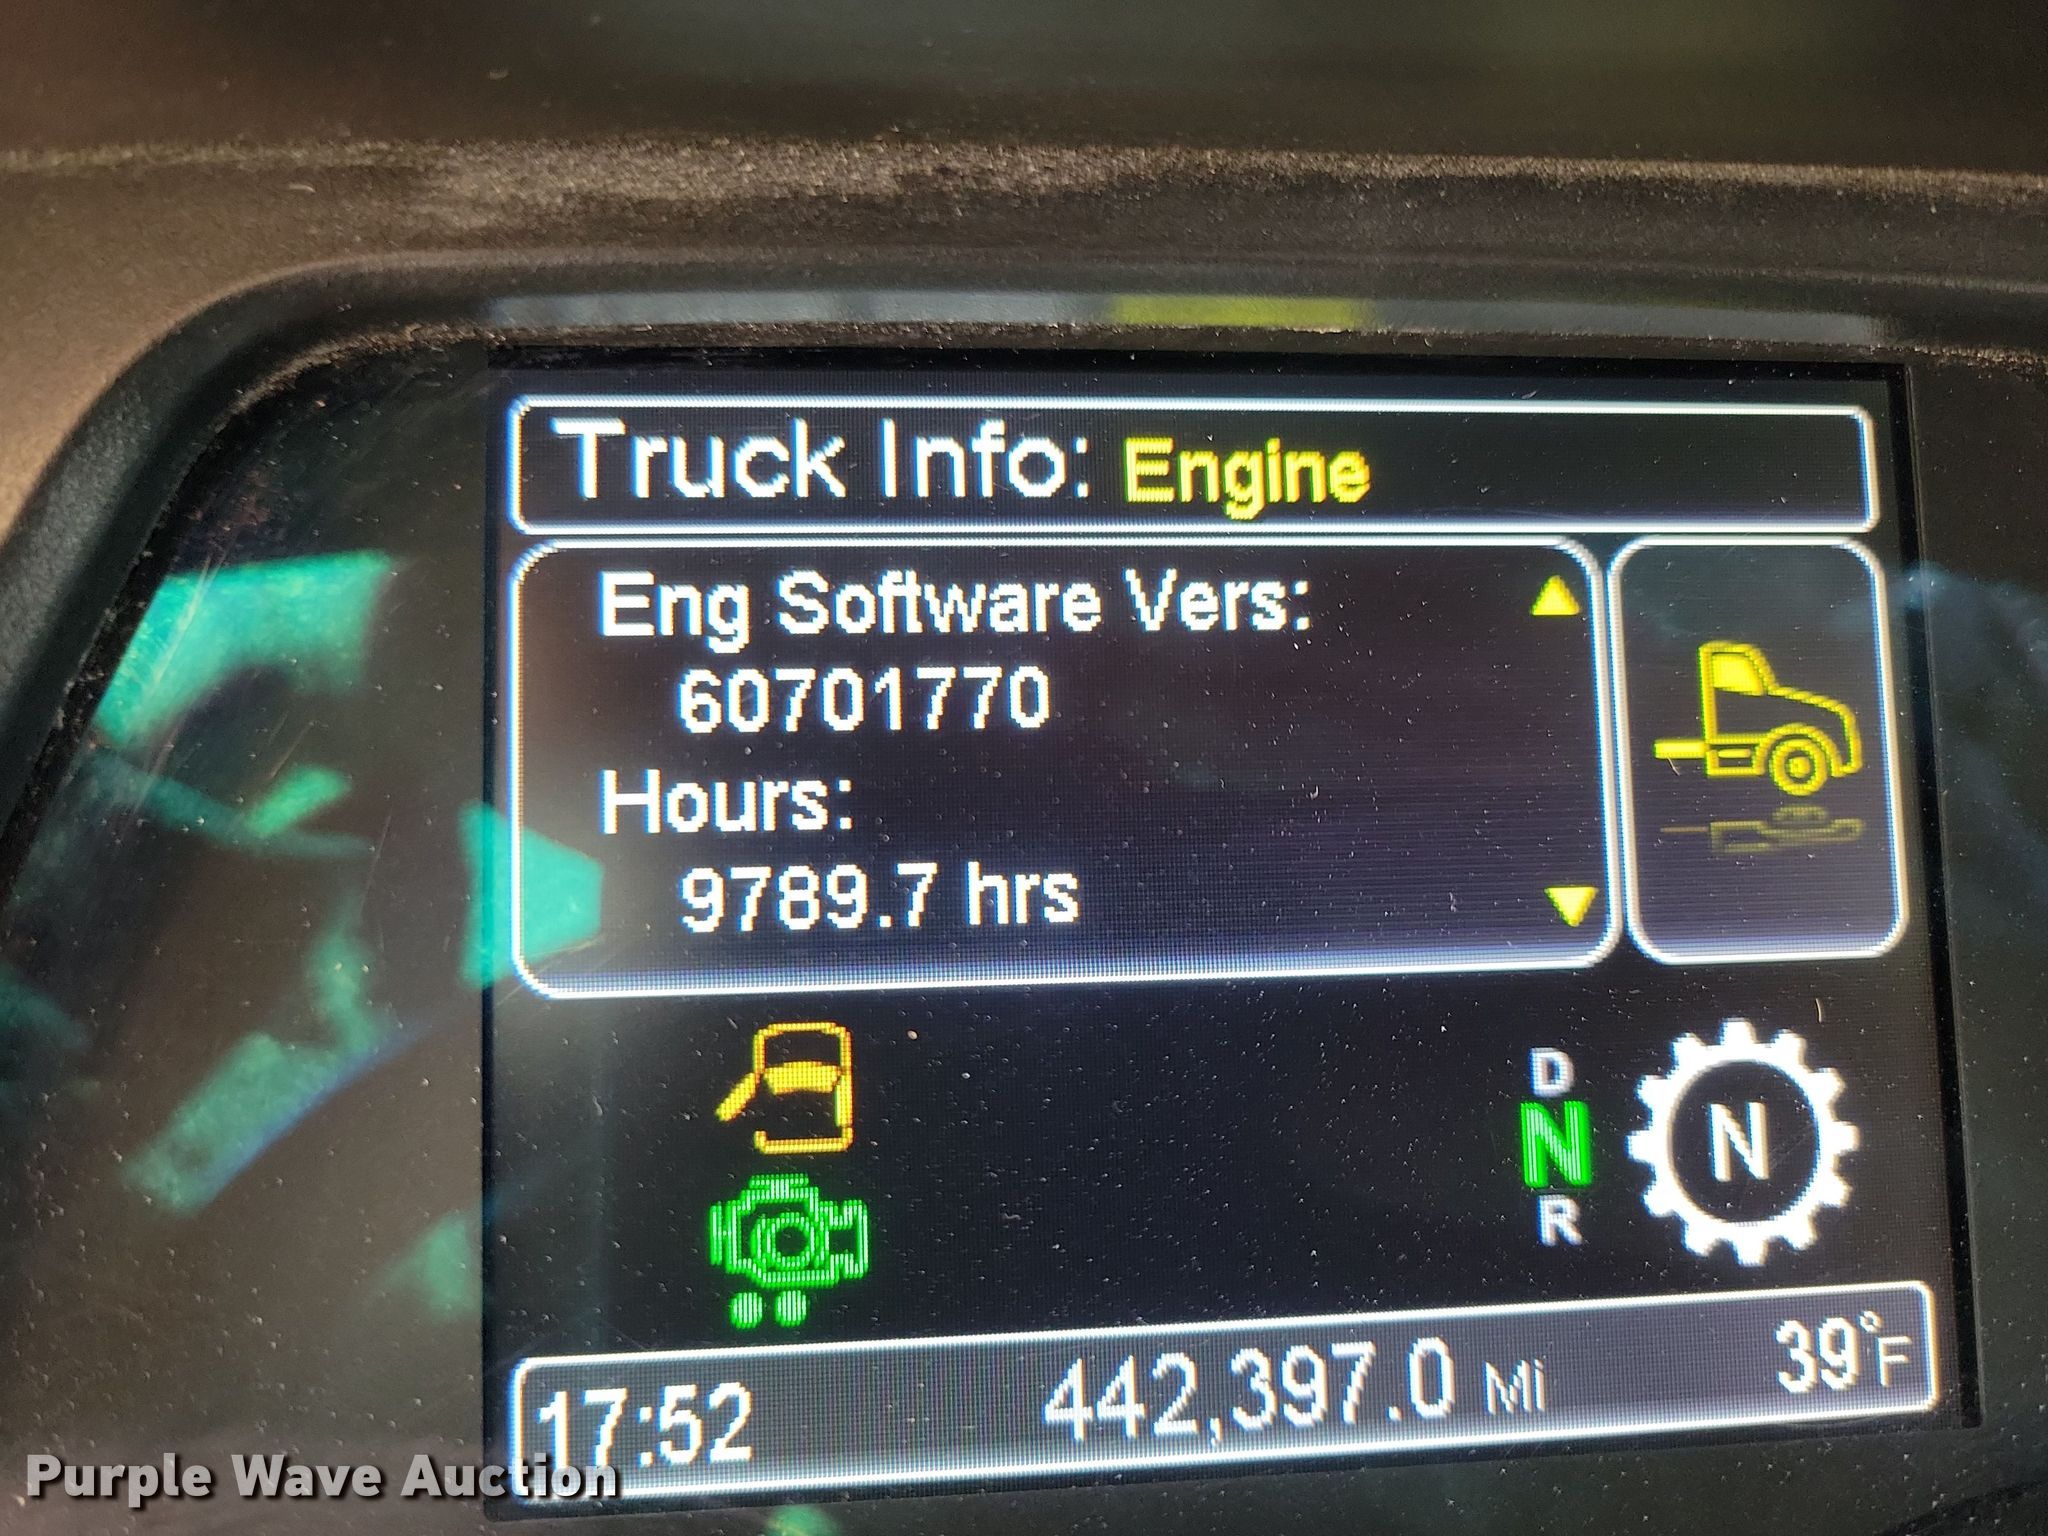 Truck Info: Engine
Eng Software Vers:
60701770
Hours:
9789.7 hrs
D
N
R
N
17:52 442,397.0 Mi 39°F
Purple Wave Auction